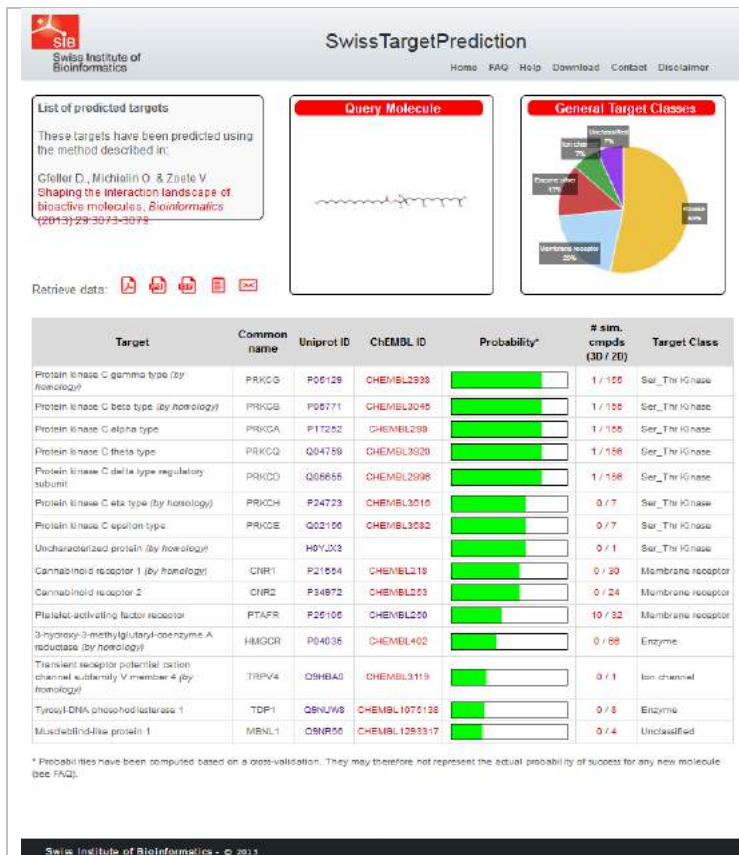 SIB
Swiss Institute of
Bioinformatics
SwissTargetPrediction
Home FAQ Help Download Contact Disclaimer
List of predicted targets
These targets have been predicted using
the method described in:
Gfeller D., Michielin O. & Zoete V.
Shaping the interaction landscape of
bioactive molecules, Bioinformatics
(2013) 29:3073-3079.
Retrieve data:
Query Molecule
General Target Classes
Unclassified
7%
Ion channel
7%
Enzyme other
Membrane receptor
Target Common name Uniprot ID ChEMBL ID Probability* # sim. cmpds (3D / 2D) Target Class
Protein kinase C gamma type (by homology) PRKCG P05129 CHEMBL2938 1 / 155 Ser_Thr Kinase
Protein kinase C beta type (by homology) PRKCB P05771 CHEMBL3045 1 / 155 Ser_Thr Kinase
Protein kinase C alpha type PRKCA P17252 CHEMBL299 1 / 155 Ser_Thr Kinase
Protein kinase C theta type PRKCQ Q04759 CHEMBL3920 1 / 156 Ser_Thr Kinase
Protein kinase C delta type regulatory subunit PRKCD Q05655 CHEMBL2996 1 / 156 Ser_Thr Kinase
Protein kinase C eta type (by homology) PRKCH P24723 CHEMBL3616 0 / 7 Ser_Thr Kinase
Protein kinase C epsilon type PRKCE Q02156 CHEMBL3582 0 / 7 Ser_Thr Kinase
Uncharacterized protein (by homology) H0YJX3 0 / 1 Ser_Thr Kinase
Cannabinoid receptor 1 (by homology) CNR1 P21554 CHEMBL218 0 / 30 Membrane receptor
Cannabinoid receptor 2 CNR2 P34972 CHEMBL253 0 / 24 Membrane receptor
Platelet-activating factor receptor PTAFR P25105 CHEMBL250 10 / 32 Membrane receptor
3-hydroxy-3-methylglutaryl-coenzyme A reductase (by homology) HMGCR P04035 CHEMBL402 0 / 66 Enzyme
Transient receptor potential cation channel subfamily V member 4 (by homology) TRPV4 Q9HBA0 CHEMBL3119 0 / 1 Ion channel
Tyrosyl-DNA phosphodiesterase 1 TDP1 Q9NUW8 CHEMBL1075138 0 / 8 Enzyme
Muscleblind-like protein 1 MBNL1 Q9NR56 CHEMBL1293317 0 / 4 Unclassified
* Probabilities have been computed based on a cross-validation. They may therefore not represent the actual probability of success for any new molecule
(see FAQ).
Swiss Institute of Bioinformatics - © 2013